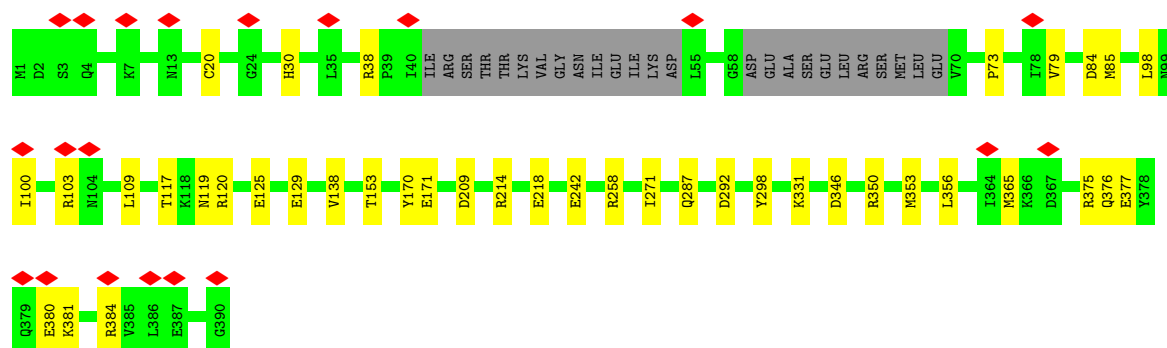 M1 D2 S3 Q4 K7 N13 C20 G24 H30 L35 R38 P39 I40 ILE ARG SER THR THR LYS VAL GLY ASN ILE GLU ILE LYS ASP L55 G58 ASP GLU ALA SER GLU LEU ARG SER MET LEU GLU V70 P73 I78 V79 D84 M85 L98 N99
I100 R103 N104 L109 T117 K118 N119 R120 E125 E129 V138 T153 Y170 E171 D209 R214 E218 E242 R258 I271 Q287 D292 Y298 K331 D346 R350 M353 L356 I364 M365 K366 D367 R375 Q376 E377 Y378
Q379 E380 K381 R384 V385 L386 E387 G390